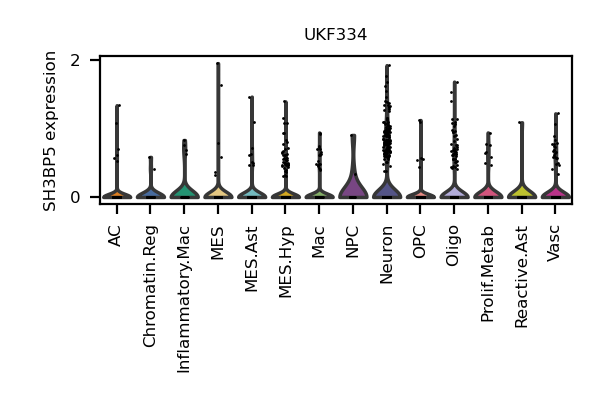 UKF334
SH3BP5 expression
2
0
AC
Chromatin.Reg
Inflammatory.Mac
MES
MES.Ast
MES.Hyp
Mac
NPC
Neuron
OPC
Oligo
Prolif.Metab
Reactive.Ast
Vasc